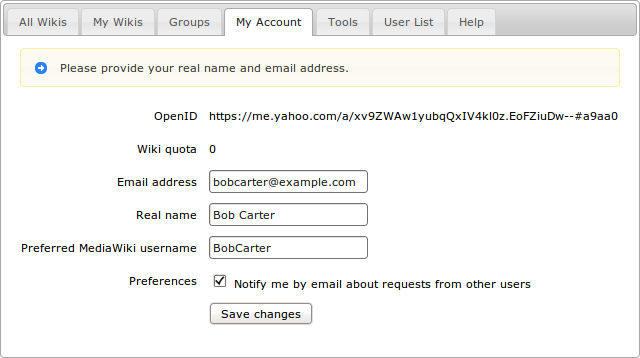 All Wikis My Wikis Groups My Account Tools User List Help
Please provide your real name and email address.
OpenID https://me.yahoo.com/a/xv9ZWAw1yubqQxIV4kl0z.EoFZiuDw--#a9aa0
Wiki quota 0
Email address bobcarter@example.com
Real name Bob Carter
Preferred MediaWiki username BobCarter
Preferences Notify me by email about requests from other users
Save changes